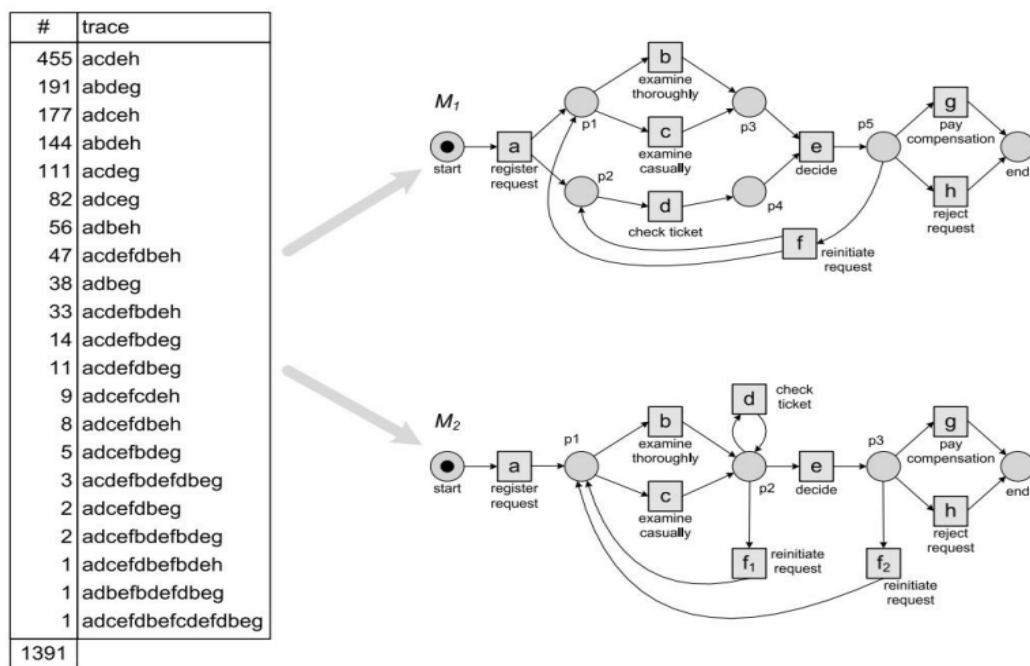 # trace
455 acdeh
191 abdeg
177 adceh
144 abdeh
111 acdeg
82 adceg
56 adbeh
47 acdefdbeh
38 adbeg
33 acdefbdeh
14 acdefbdeg
11 acdefdbeg
9 adcefcdeh
8 adcefdbeh
5 adcefbdeg
3 acdefbdefdbeg
2 adcefdbeg
2 adcefbdefbdeg
1 adcefdbefbdeh
1 adbefbdefdbeg
1 adcefdbefcdefdbeg
1391
M1
start
a
register
request
p1
b
examine
thoroughly
c
examine
casually
p2
d
check ticket
p3
p4
e
decide
p5
f
reinitiate
request
g
pay
compensation
h
reject
request
end
M2
start
a
register
request
p1
b
examine
thoroughly
c
examine
casually
d
check
ticket
p2
e
decide
p3
f1
reinitiate
request
f2
reinitiate
request
g
pay
compensation
h
reject
request
end